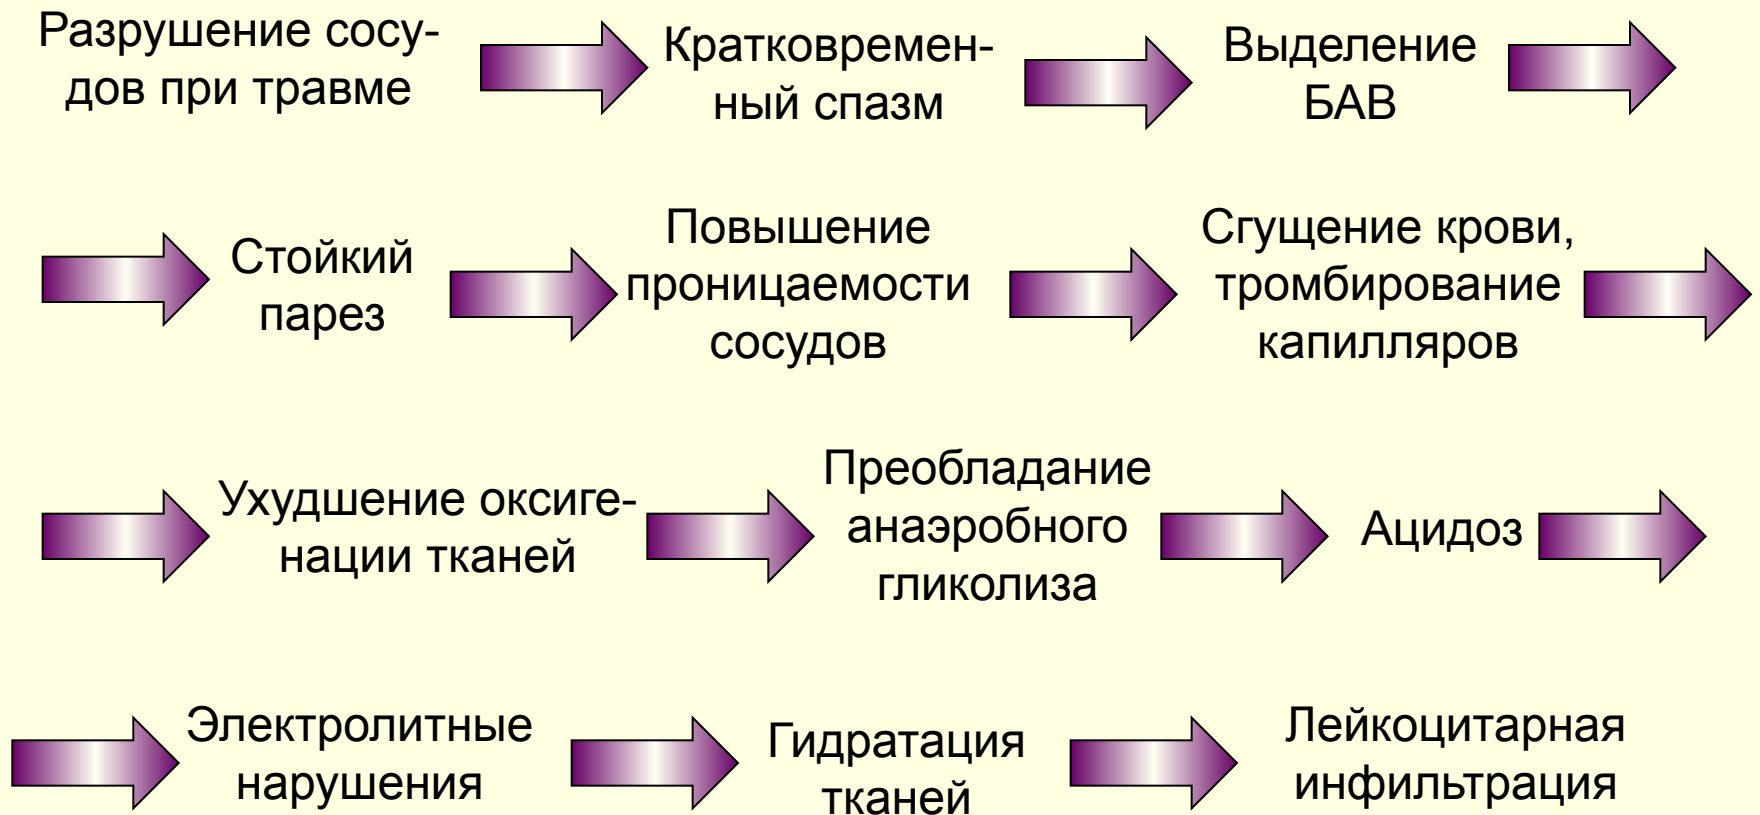 Разрушение сосу-
дов при травме
Кратковремен-
ный спазм
Выделение
БАВ
Стойкий
парез
Повышение
проницаемости
сосудов
Сгущение крови,
тромбирование
капилляров
Ухудшение оксиге-
нации тканей
Преобладание
анаэробного
гликолиза
Ацидоз
Электролитные
нарушения
Гидратация
тканей
Лейкоцитарная
инфильтрация